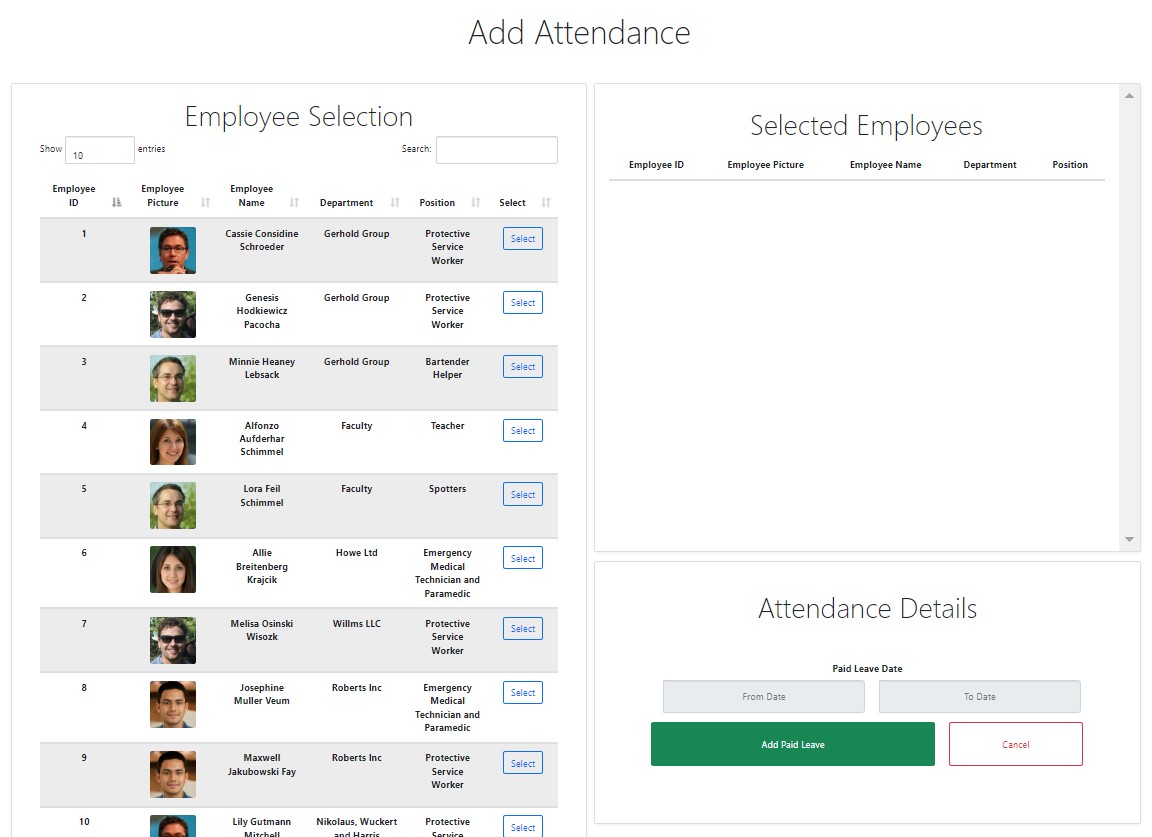 Add Attendance
Employee Selection
Show 10 entries
Search:
Employee ID Employee Picture Employee Name Department Position Select
1 Cassie Considine Schroeder Gerhold Group Protective Service Worker Select
2 Genesis Hodkiewicz Pacocha Gerhold Group Protective Service Worker Select
3 Minnie Heaney Lebsack Gerhold Group Bartender Helper Select
4 Alfonzo Aufderhar Schimmel Faculty Teacher Select
5 Lora Feil Schimmel Faculty Spotters Select
6 Allie Breitenberg Krajcik Howe Ltd Emergency Medical Technician and Paramedic Select
7 Melisa Osinski Wisozk Willms LLC Protective Service Worker Select
8 Josephine Muller Veum Roberts Inc Emergency Medical Technician and Paramedic Select
9 Maxwell Jakubowski Fay Roberts Inc Protective Service Worker Select
10 Lily Gutmann Mitchell Nikolaus, Wuckert and Harris Protective Service Select
Selected Employees
Employee ID Employee Picture Employee Name Department Position
Attendance Details
Paid Leave Date
From Date To Date
Add Paid Leave Cancel